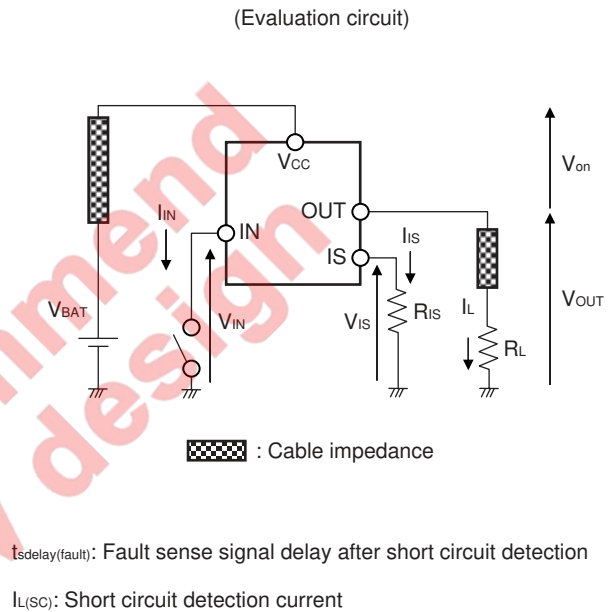 (Evaluation circuit)
VCC
Von
OUT
IIN
IN
IIS
IS
VBAT
VIN
VIS
RIS
IL
VOUT
RL
: Cable impedance
tsdelay(fault): Fault sense signal delay after short circuit detection
IL(SC): Short circuit detection current
design